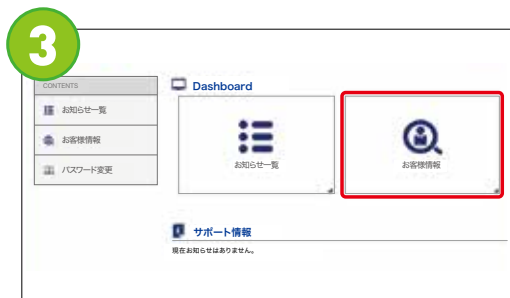 3
CONTENTS
お知らせ一覧
お客様情報
パスワード変更
Dashboard
お知らせ一覧
お客様情報
サポート情報
現在お知らせはありません。